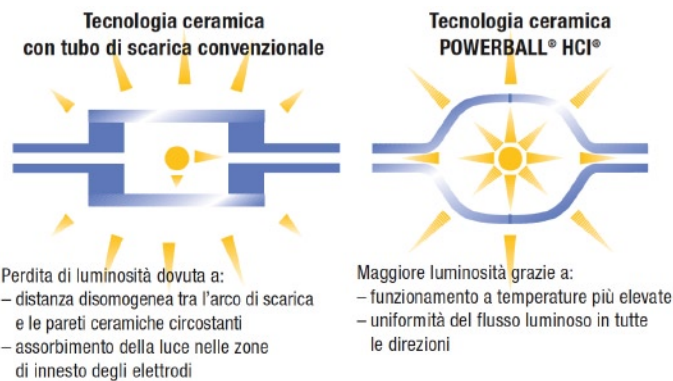 Tecnologia ceramica
con tubo di scarica convenzionale
Perdita di luminosità dovuta a:
– distanza disomogenea tra l'arco di scarica
e le pareti ceramiche circostanti
– assorbimento della luce nelle zone
di innesto degli elettrodi
Tecnologia ceramica
POWERBALL® HCI®
Maggiore luminosità grazie a:
– funzionamento a temperature più elevate
– uniformità del flusso luminoso in tutte
le direzioni